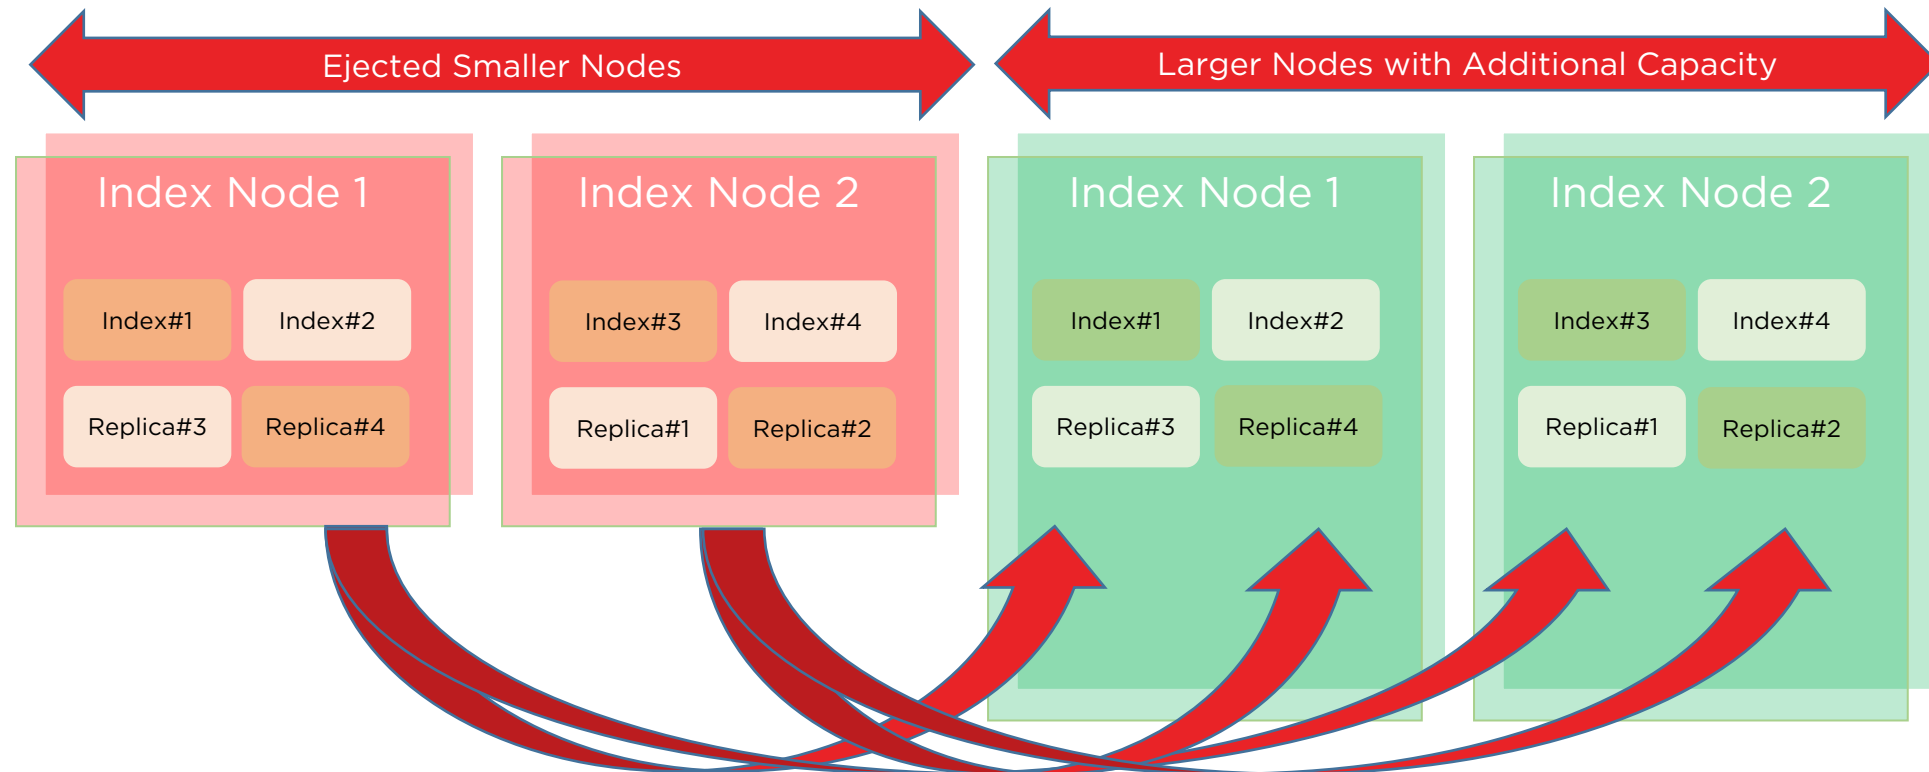 Ejected Smaller Nodes
Larger Nodes with Additional Capacity
Index Node 1
Index#1
Index#2
Replica#3
Replica#4
Index Node 2
Index#3
Index#4
Replica#1
Replica#2
Index Node 1
Index#1
Index#2
Replica#3
Replica#4
Index Node 2
Index#3
Index#4
Replica#1
Replica#2